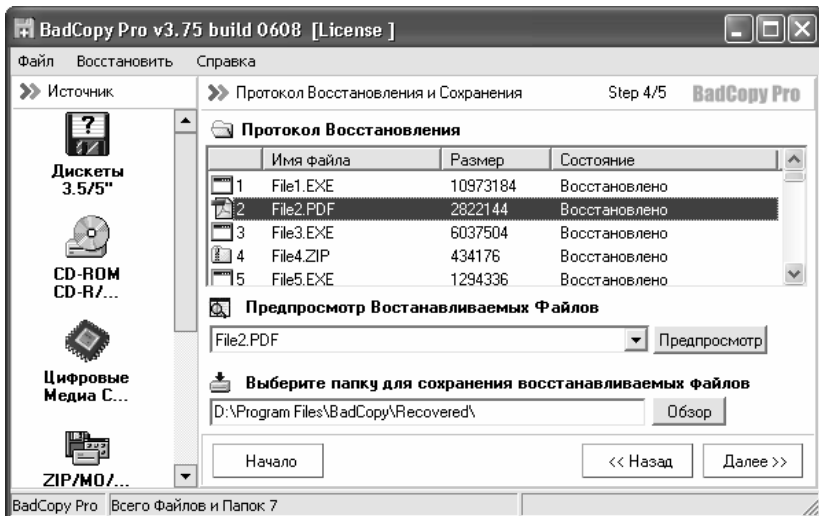 BadCopy Pro v3.75 build 0608 [License ]
Файл Восстановить Справка
Источник
Дискеты
3.5/5"
CD-ROM
CD-R/...
Цифровые
Медиа С...
ZIP/MO/...
Протокол Восстановления и Сохранения Step 4/5 BadCopy Pro
Протокол Восстановления
Имя файла Размер Состояние
1 File1.EXE 10973184 Восстановлено
2 File2.PDF 2822144 Восстановлено
3 File3.EXE 6037504 Восстановлено
4 File4.ZIP 434176 Восстановлено
5 File5.EXE 1294336 Восстановлено
Предпросмотр Востанавливаемых Файлов
File2.PDF Предпросмотр
Выберите папку для сохранения восстанавливаемых файлов
D:\Program Files\BadCopy\Recovered\ Обзор
Начало << Назад Далее >>
BadCopy Pro Всего Файлов и Папок 7